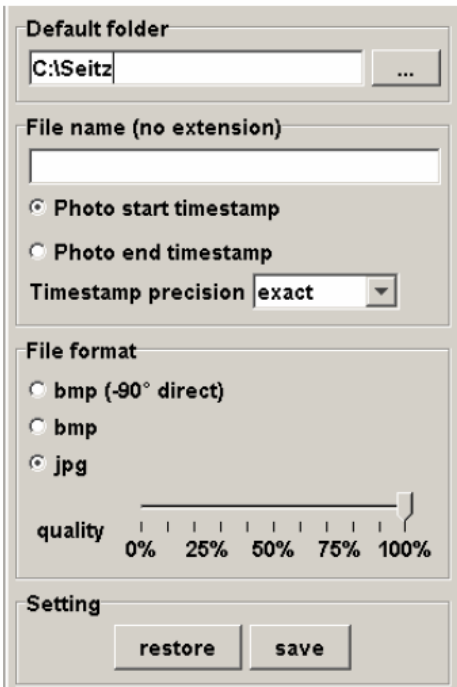 Default folder
C:\Seitz
...
File name (no extension)
Photo start timestamp
Photo end timestamp
Timestamp precision exact
File format
bmp (-90° direct)
bmp
jpg
quality
0% 25% 50% 75% 100%
Setting
restore save